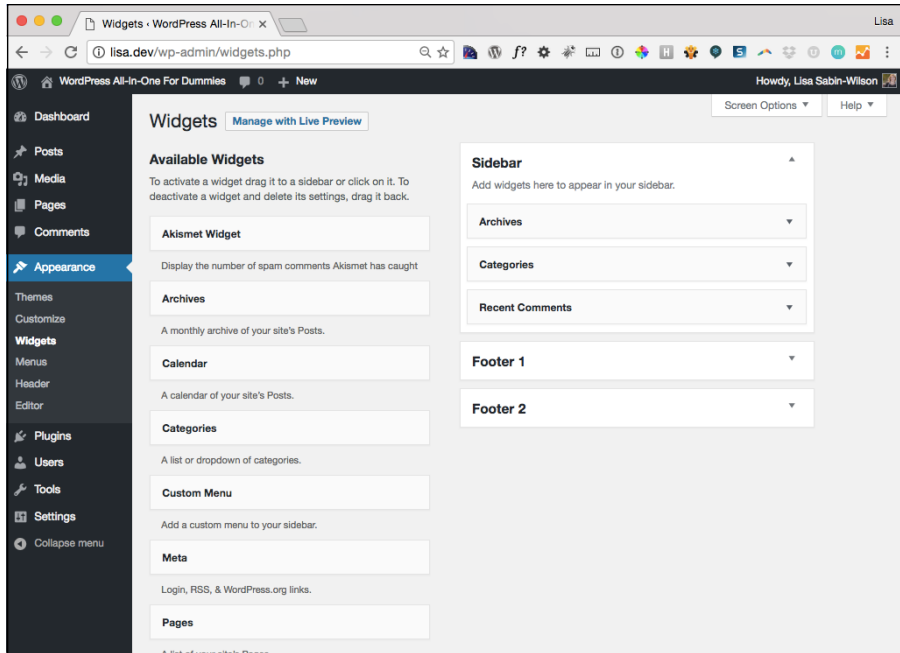 Widgets ‹ WordPress All-In-On
Lisa
lisa.dev/wp-admin/widgets.php
f?
H
S
WordPress All-In-One For Dummies 0 + New
Howdy, Lisa Sabin-Wilson
Screen Options
Help
Dashboard
Posts
Media
Pages
Comments
Appearance
Themes
Customize
Widgets
Menus
Header
Editor
Plugins
Users
Tools
Settings
Collapse menu
Widgets
Manage with Live Preview
Available Widgets
To activate a widget drag it to a sidebar or click on it. To
deactivate a widget and delete its settings, drag it back.
Akismet Widget
Display the number of spam comments Akismet has caught
Archives
A monthly archive of your site's Posts.
Calendar
A calendar of your site's Posts.
Categories
A list or dropdown of categories.
Custom Menu
Add a custom menu to your sidebar.
Meta
Login, RSS, & WordPress.org links.
Pages
A list of your site's Pages.
Sidebar
Add widgets here to appear in your sidebar.
Archives
Categories
Recent Comments
Footer 1
Footer 2